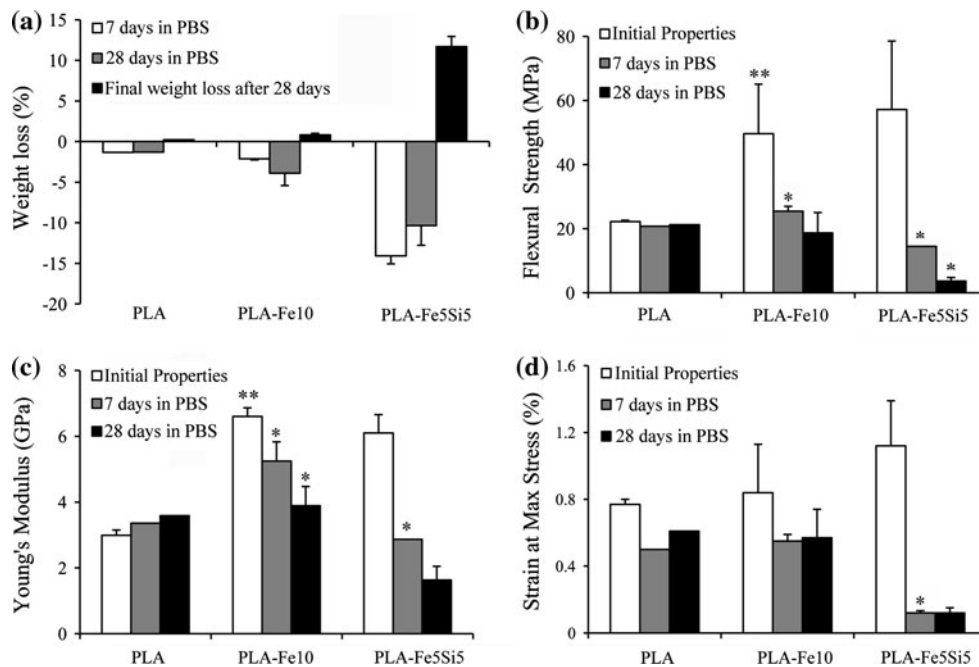 (a)
7 days in PBS
28 days in PBS
Final weight loss after 28 days
Weight loss (%)
15
10
5
0
-5
-10
-15
-20
PLA
PLA-Fe10
PLA-Fe5Si5
(b)
Initial Properties
7 days in PBS
28 days in PBS
Flexural Strength (MPa)
80
60
40
20
0
**
*
*
*
PLA
PLA-Fe10
PLA-Fe5Si5
(c)
Initial Properties
7 days in PBS
28 days in PBS
Young's Modulus (GPa)
8
6
4
2
0
**
*
*
*
PLA
PLA-Fe10
PLA-Fe5Si5
(d)
Initial Properties
7 days in PBS
28 days in PBS
Strain at Max Stress (%)
1.6
1.2
0.8
0.4
0
*
PLA
PLA-Fe10
PLA-Fe5Si5